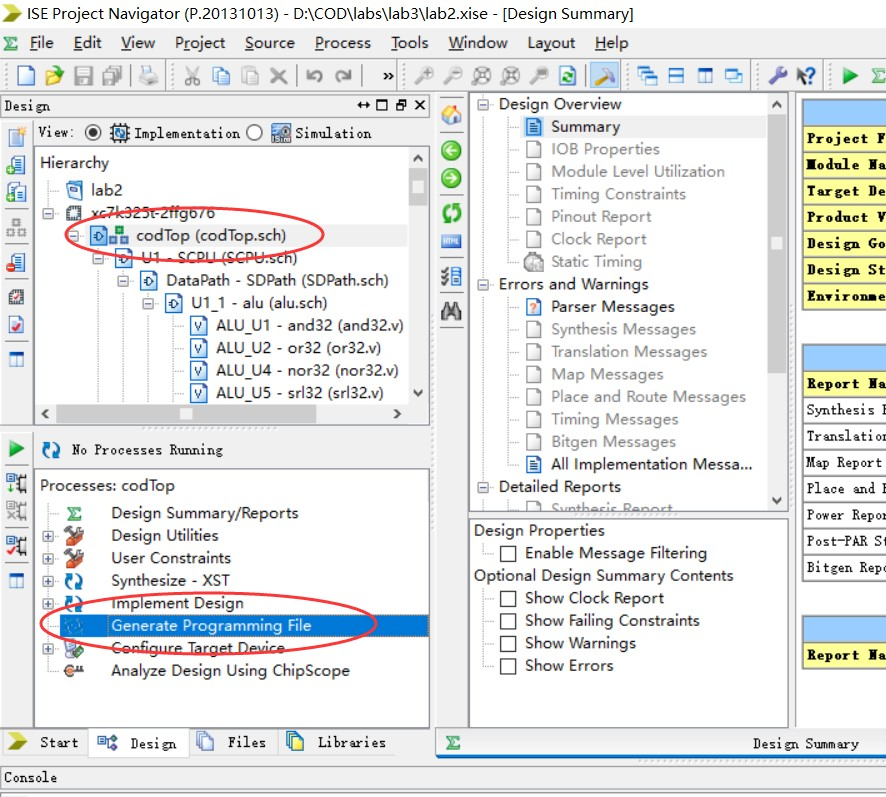 ISE Project Navigator (P.20131013) - D:\COD\labs\lab3\lab2.xise - [Design Summary]
File Edit View Project Source Process Tools Window Layout Help
»
Design
View: Implementation Simulation
Hierarchy
lab2
xc7k325t-2ffg676
codTop (codTop.sch)
U1 - SCPU (SCPU.sch)
DataPath - SDPath (SDPath.sch)
U1_1 - alu (alu.sch)
ALU_U1 - and32 (and32.v)
ALU_U2 - or32 (or32.v)
ALU_U4 - nor32 (nor32.v)
ALU_U5 - srl32 (srl32.v)
No Processes Running
Processes: codTop
Design Summary/Reports
Design Utilities
User Constraints
Synthesize - XST
Implement Design
Generate Programming File
Configure Target Device
Analyze Design Using ChipScope
Start Design Files Libraries
Console
Design Overview
Summary
IOB Properties
Module Level Utilization
Timing Constraints
Pinout Report
Clock Report
Static Timing
Errors and Warnings
Parser Messages
Synthesis Messages
Translation Messages
Map Messages
Place and Route Messages
Timing Messages
Bitgen Messages
All Implementation Messa...
Detailed Reports
Synthesis Report
Design Properties
Enable Message Filtering
Optional Design Summary Contents
Show Clock Report
Show Failing Constraints
Show Warnings
Show Errors
Design Summary
Project F
Module Na
Target De
Product V
Design Go
Design St
Environme
Report Na
Synthesis R
Translation
Map Report
Place and R
Power Repor
Post-PAR St
Bitgen Repo
Report Na